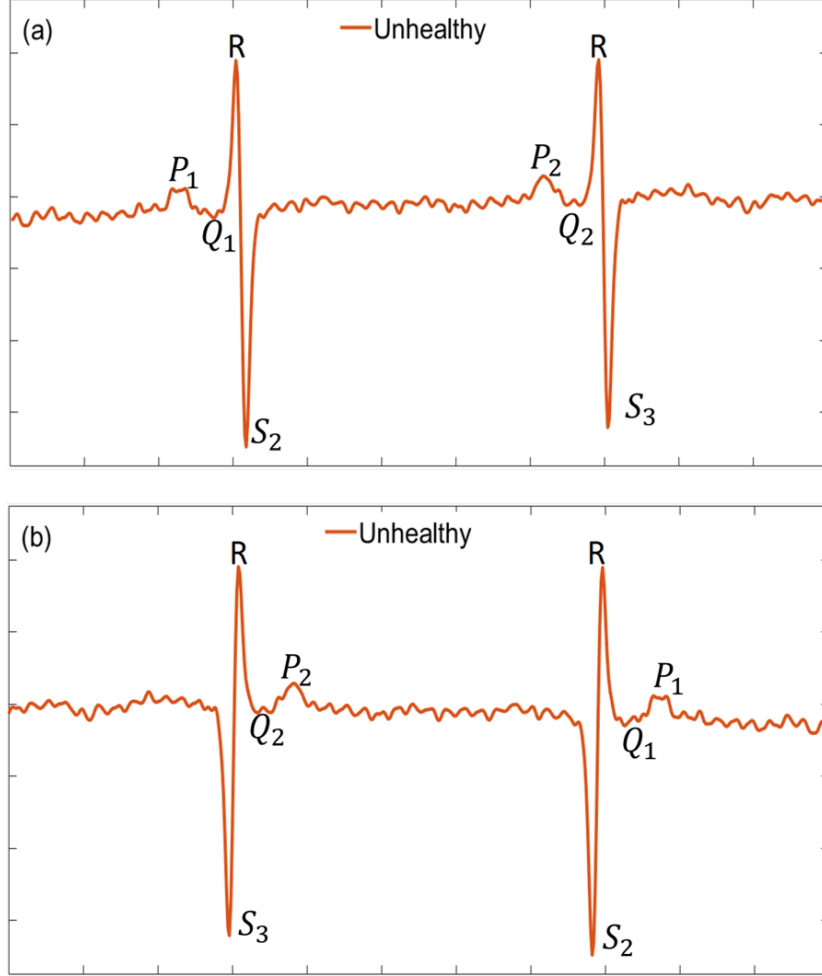 (a)
Unhealthy
R
R
P₁
P₂
Q₁
Q₂
S₂
S₃
(b)
Unhealthy
R
R
P₂
P₁
Q₂
Q₁
S₃
S₂